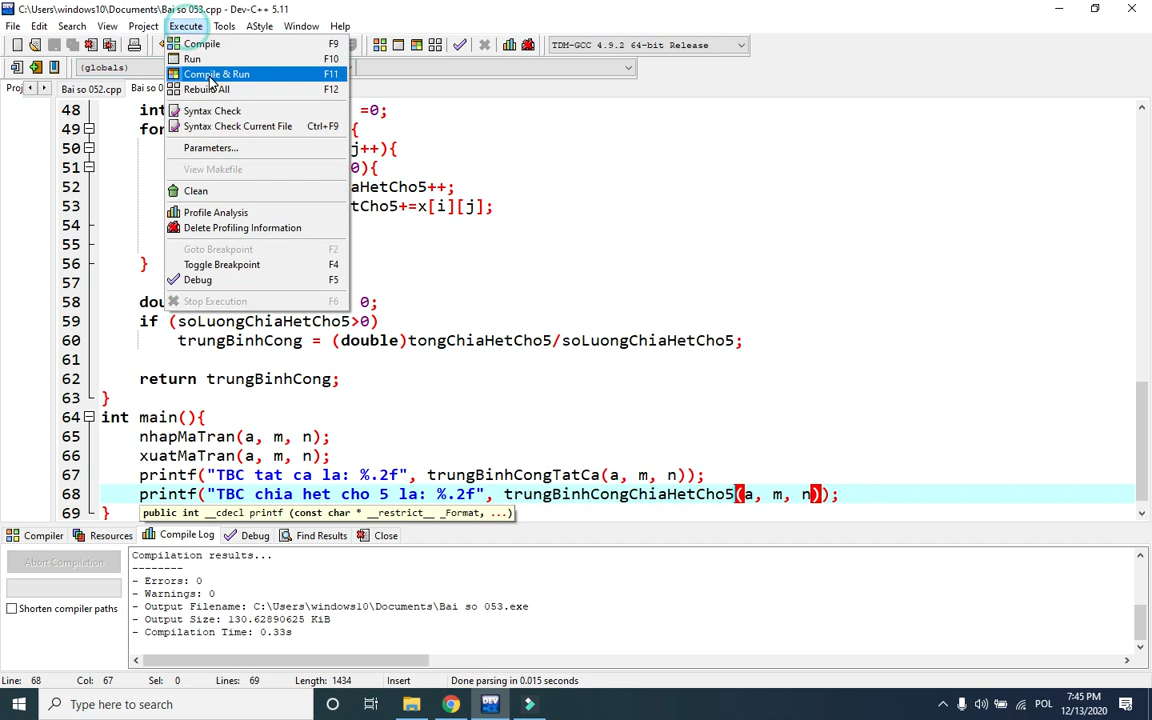 C:\Users\windows10\Documents\Bai so 053.cpp - Dev-C++ 5.11
File Edit Search View Project Execute Tools AStyle Window Help
TDM-GCC 4.9.2 64-bit Release
(globals)
Compile F9
Run F10
Compile & Run F11
Rebuild All F12
Syntax Check
Syntax Check Current File Ctrl+F9
Parameters...
View Makefile
Clean
Profile Analysis
Delete Profiling Information
Goto Breakpoint F2
Toggle Breakpoint F4
Debug F5
Stop Execution F6
Proj Bai so 052.cpp Bai so 0
48 int =0;
49 for {
50 j++){
51 0){
52 aHetCho5++;
53 tCho5+=x[i][j];
54
55
56 }
57
58 dou 0;
59 if (soLuongChiaHetCho5>0)
60 trungBinhCong = (double)tongChiaHetCho5/soLuongChiaHetCho5;
61
62 return trungBinhCong;
63 }
64 int main(){
65 nhapMaTran(a, m, n);
66 xuatMaTran(a, m, n);
67 printf("TBC tat ca la: %.2f", trungBinhCongTatCa(a, m, n));
68 printf("TBC chia het cho 5 la: %.2f", trungBinhCongChiaHetCho5(a, m, n));
69 }
public int __cdecl printf (const char * __restrict__ _Format, ...)
Compiler Resources Compile Log Debug Find Results Close
Abort Compilation
Shorten compiler paths
Compilation results...
--------
- Errors: 0
- Warnings: 0
- Output Filename: C:\Users\windows10\Documents\Bai so 053.exe
- Output Size: 130.62890625 KiB
- Compilation Time: 0.33s
Line: 68 Col: 67 Sel: 0 Lines: 69 Length: 1434 Insert Done parsing in 0.015 seconds
Type here to search
DEV
POL
7:45 PM
12/13/2020